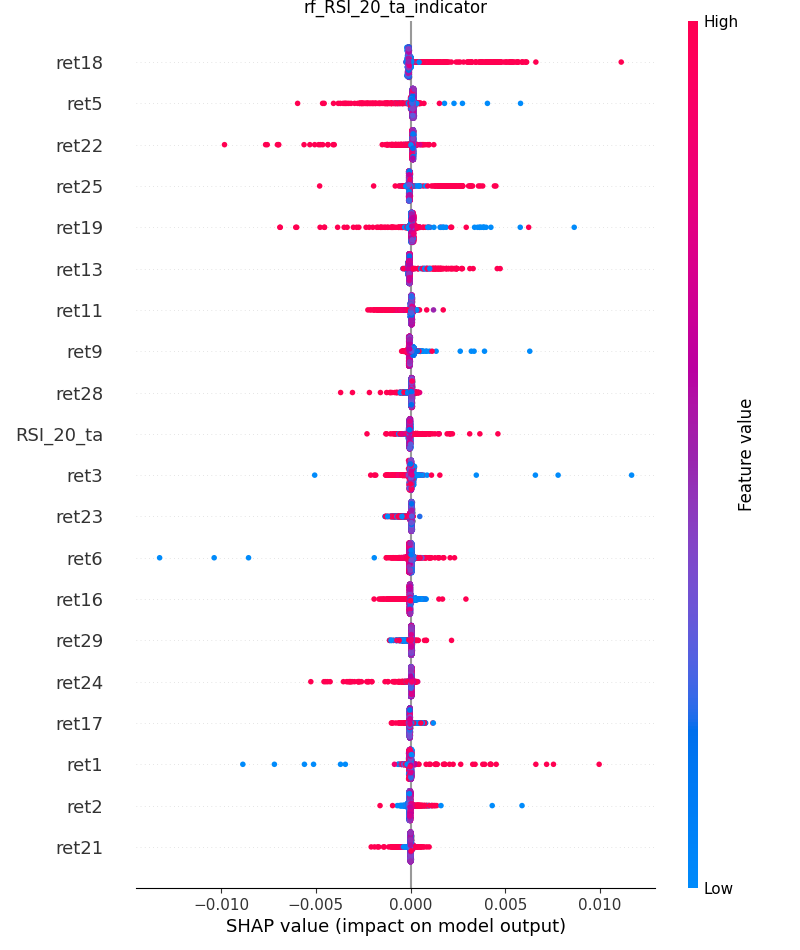 rf_RSI_20_ta_indicator
High
ret18
ret5
ret22
ret25
ret19
ret13
ret11
ret9
ret28
RSI_20_ta
ret3
ret23
ret6
ret16
ret29
ret24
ret17
ret1
ret2
ret21
Feature value
Low
−0.010 −0.005 0.000 0.005 0.010
SHAP value (impact on model output)